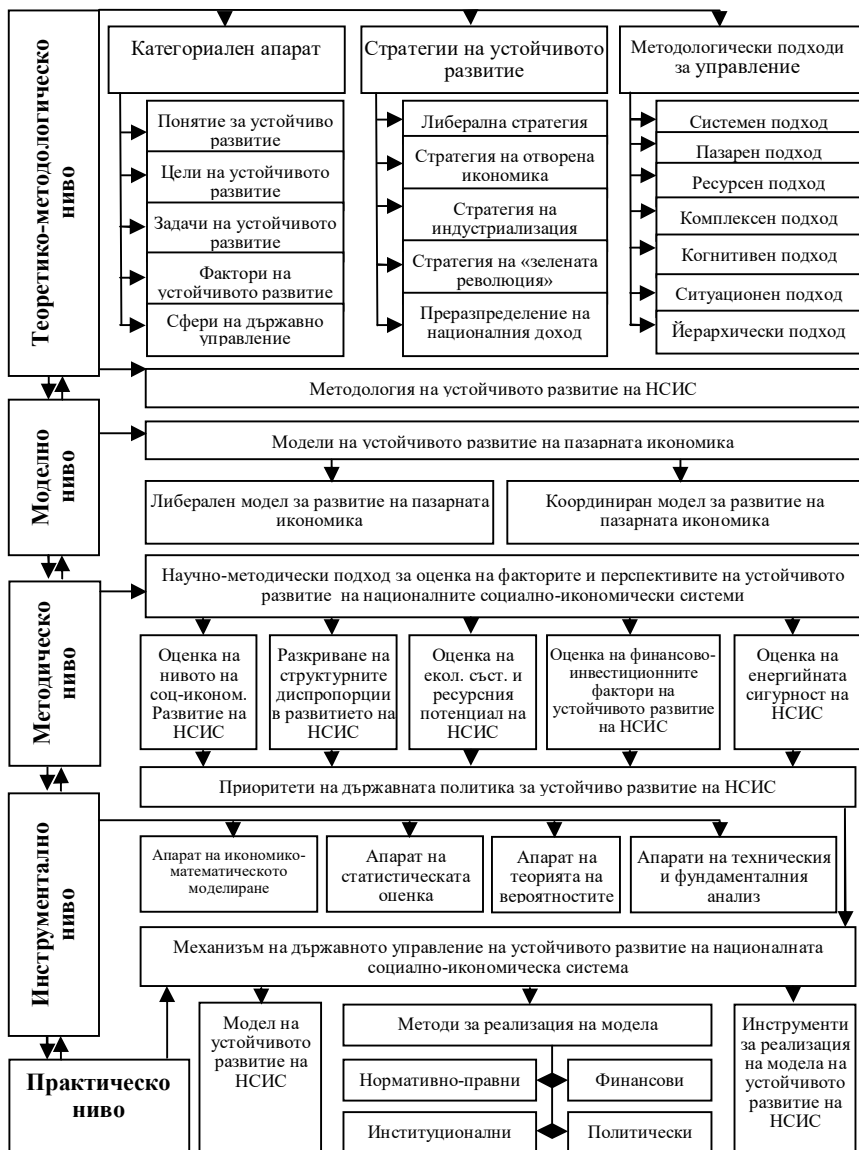 Теоретико-методологическо
ниво
Категориален апарат
Стратегии на устойчивото
развитие
Методологически подходи
за управление
Понятие за устойчиво
развитие
Цели на устойчивото
развитие
Задачи на устойчивото
развитие
Фактори на
устойчивото развитие
Сфери на държавно
управление
Либерална стратегия
Стратегия на отворена
икономика
Стратегия на
индустриализация
Стратегия на «зелената
революция»
Преразпределение на
националния доход
Системен подход
Пазарен подход
Ресурсен подход
Комплексен подход
Когнитивен подход
Ситуационен подход
Йерархически подход
Методология на устойчивото развитие на НСИС
Моделно
ниво
Модели на устойчивото развитие на пазарната икономика
Либерален модел за развитие на пазарната
икономика
Координиран модел за развитие на
пазарната икономика
Методическо
ниво
Научно-методически подход за оценка на факторите и перспективите на устойчивото
развитие на националните социално-икономически системи
Оценка на
нивото на
соц-иконом.
Развитие на
НСИС
Разкриване на
структурните
диспропорции
в развитието на
НСИС
Оценка на
екол. съст. и
ресурсния
потенциал на
НСИС
Оценка на финансово-
инвестиционните
фактори на
устойчивото развитие
на НСИС
Оценка на
енергийната
сигурност на
НСИС
Приоритети на държавната политика за устойчиво развитие на НСИС
Инструментално
ниво
Апарат на икономико-
математическото
моделиране
Апарат на
статистическата
оценка
Апарат на
теорията на
вероятностите
Апарати на техническия
и фундаменталния
анализ
Механизъм на държавното управление на устойчивото развитие на националната
социално-икономическа система
Практическо
ниво
Модел на
устойчивото
развитие на
НСИС
Методи за реализация на модела
Нормативно-правни
Финансови
Институционални
Политически
Инструменти
за реализация
на модела на
устойчивото
развитие на
НСИС